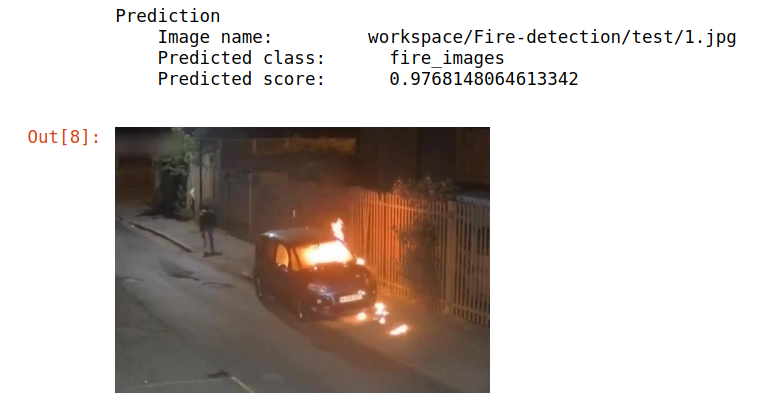 Prediction
Image name: workspace/Fire-detection/test/1.jpg
Predicted class: fire_images
Predicted score: 0.9768148064613342
Out[8]: